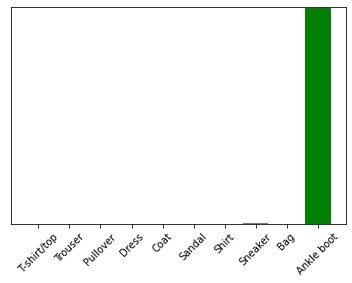 T-shirt/top
Trouser
Pullover
Dress
Coat
Sandal
Shirt
Sneaker
Bag
Ankle boot